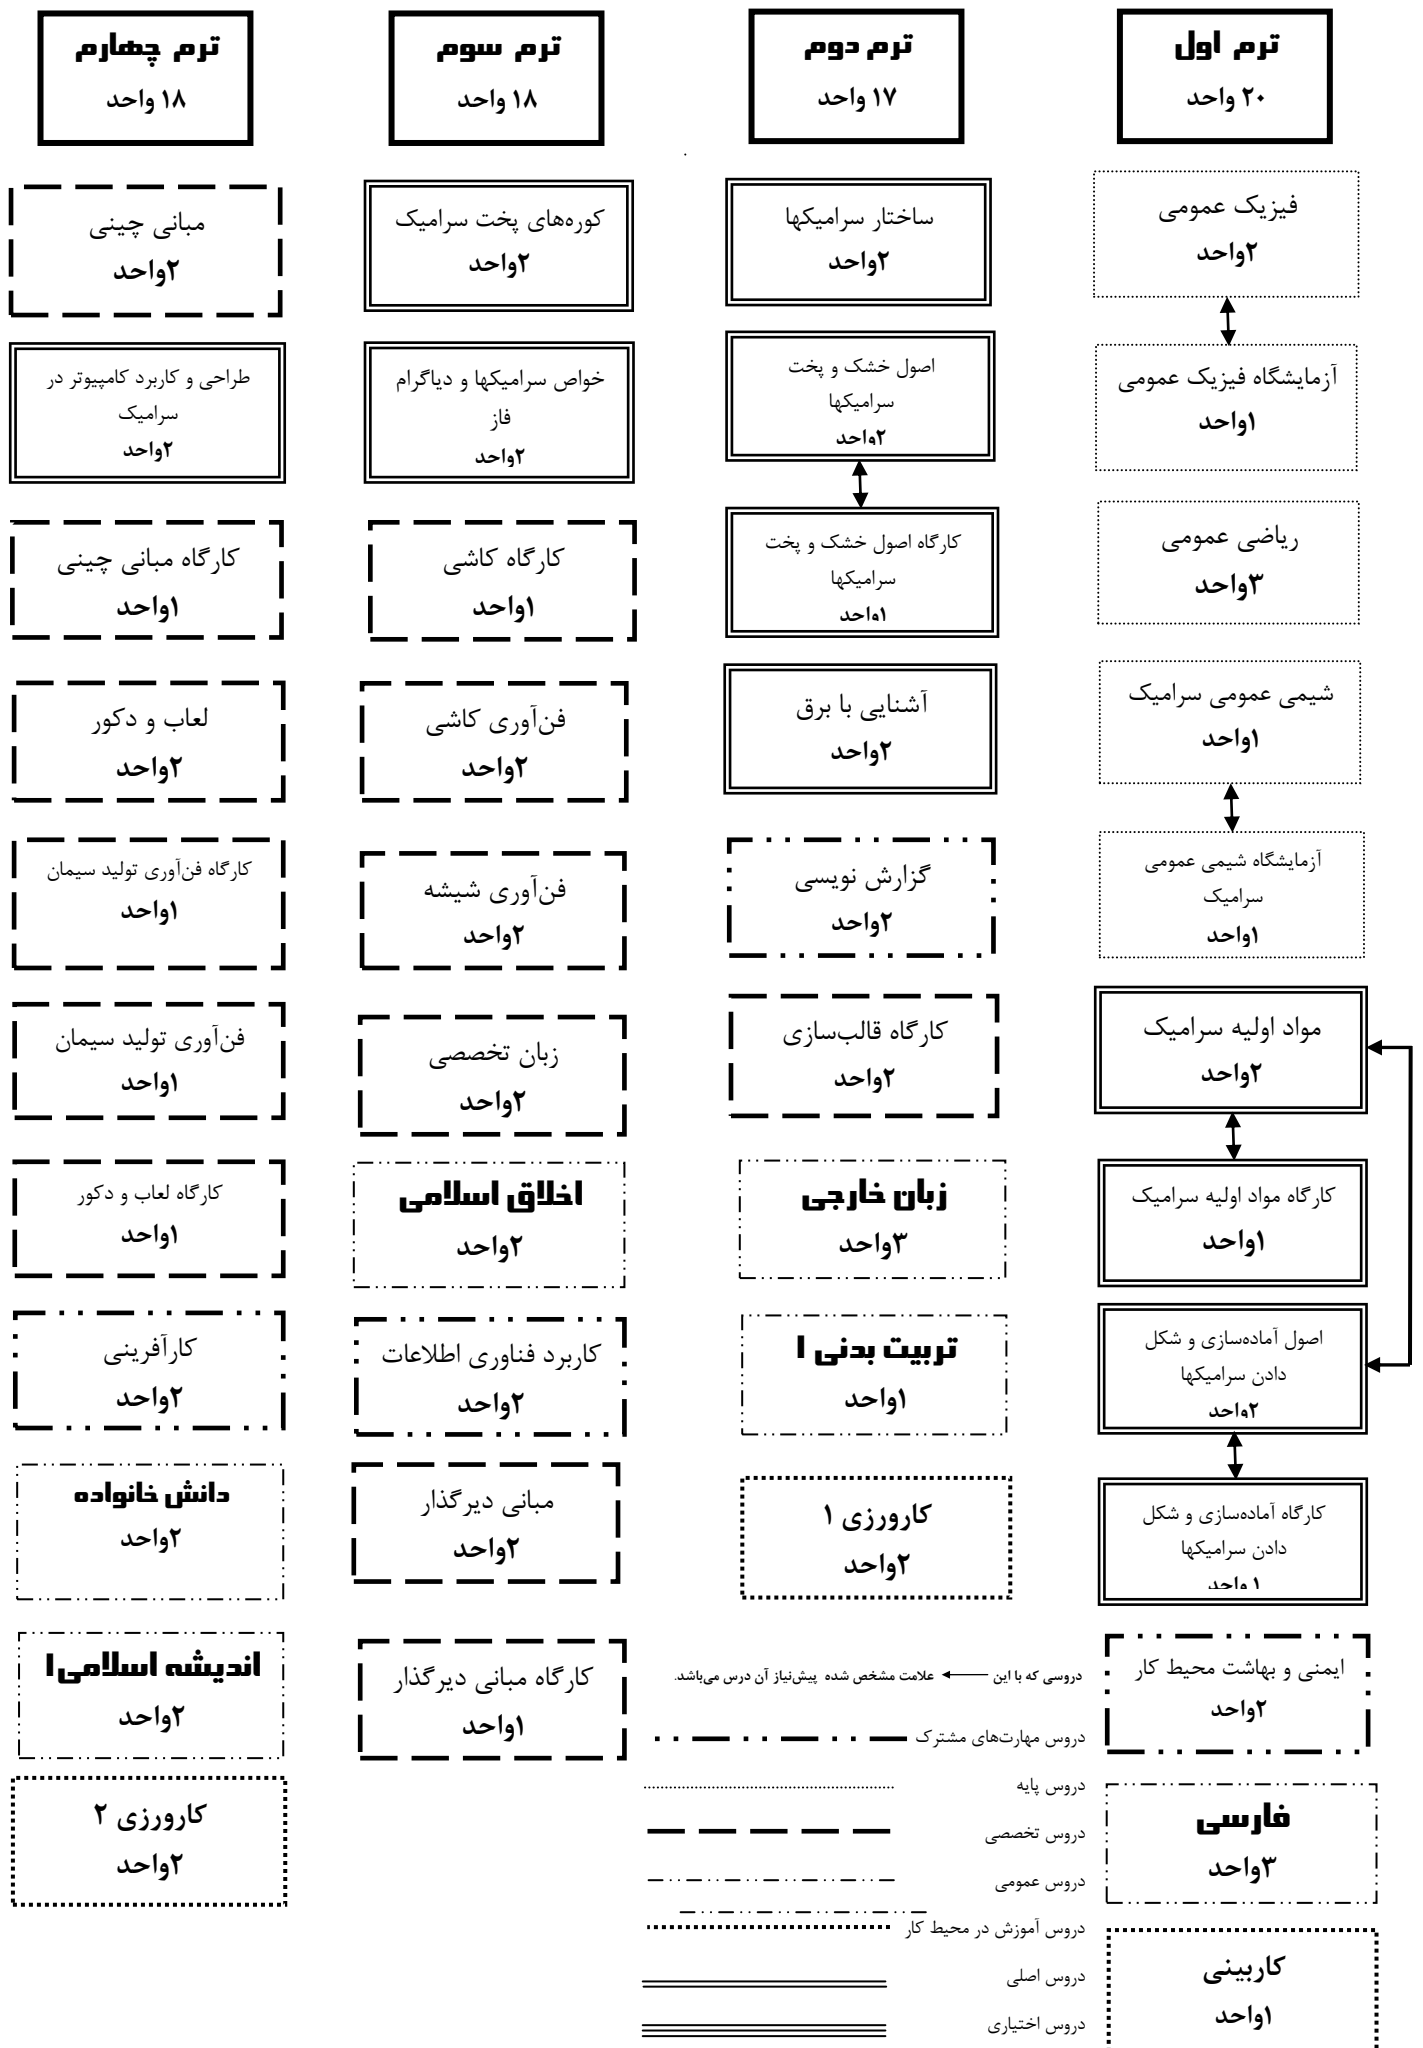 ترم اول
۲۰ واحد
فیزیک عمومی
۲واحد
آزمایشگاه فیزیک عمومی
۱واحد
ریاضی عمومی
۳واحد
شیمی عمومی سرامیک
۱واحد
آزمایشگاه شیمی عمومی
سرامیک
۱واحد
مواد اولیه سرامیک
۲واحد
کارگاه مواد اولیه سرامیک
۱واحد
اصول آماده‌سازی و شکل
دادن سرامیکها
۲واحد
کارگاه آماده‌سازی و شکل
دادن سرامیکها
۱ واحد
ایمنی و بهاشت محیط کار
۲واحد
فارسی
۳واحد
کاربینی
۱واحد
ترم دوم
۱۷ واحد
ساختار سرامیکها
۲واحد
اصول خشک و پخت
سرامیکها
۲واحد
کارگاه اصول خشک و پخت
سرامیکها
۱واحد
آشنایی با برق
۲واحد
گزارش نویسی
۲واحد
کارگاه قالب‌سازی
۲واحد
زبان خارجی
۳واحد
تربیت بدنی ۱
۱واحد
کارورزی ۱
۲واحد
دروسی که با این علامت مشخص شده پیش‌نیاز آن درس می‌باشد.
دروس مهارت‌های مشترک
دروس پایه
دروس تخصصی
دروس عمومی
دروس آموزش در محیط کار
دروس اصلی
دروس اختیاری
ترم سوم
۱۸ واحد
کوره‌های پخت سرامیک
۲واحد
خواص سرامیکها و دیاگرام
فاز
۲واحد
کارگاه کاشی
۱واحد
فن‌آوری کاشی
۲واحد
فن‌آوری شیشه
۲واحد
زبان تخصصی
۲واحد
اخلاق اسلامی
۲واحد
کاربرد فناوری اطلاعات
۲واحد
مبانی دیرگذار
۲واحد
کارگاه مبانی دیرگذار
۱واحد
ترم چهارم
۱۸ واحد
مبانی چینی
۲واحد
طراحی و کاربرد کامپیوتر در
سرامیک
۲واحد
کارگاه مبانی چینی
۱واحد
لعاب و دکور
۲واحد
کارگاه فن‌آوری تولید سیمان
۱واحد
فن‌آوری تولید سیمان
۱واحد
کارگاه لعاب و دکور
۱واحد
کارآفرینی
۲واحد
دانش خانواده
۲واحد
اندیشه اسلامی۱
۲واحد
کارورزی ۲
۲واحد